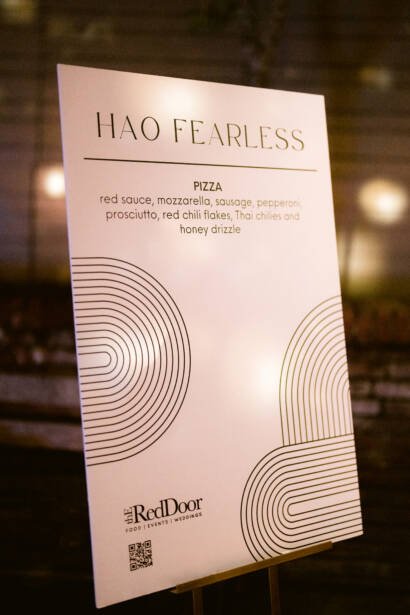 HAO FEARLESS
PIZZA
red sauce, mozzarella, sausage, pepperoni,
prosciutto, red chili flakes, Thai chilies and
honey drizzle
thE RedDoor
FOOD | EVENTS | WEDDINGS